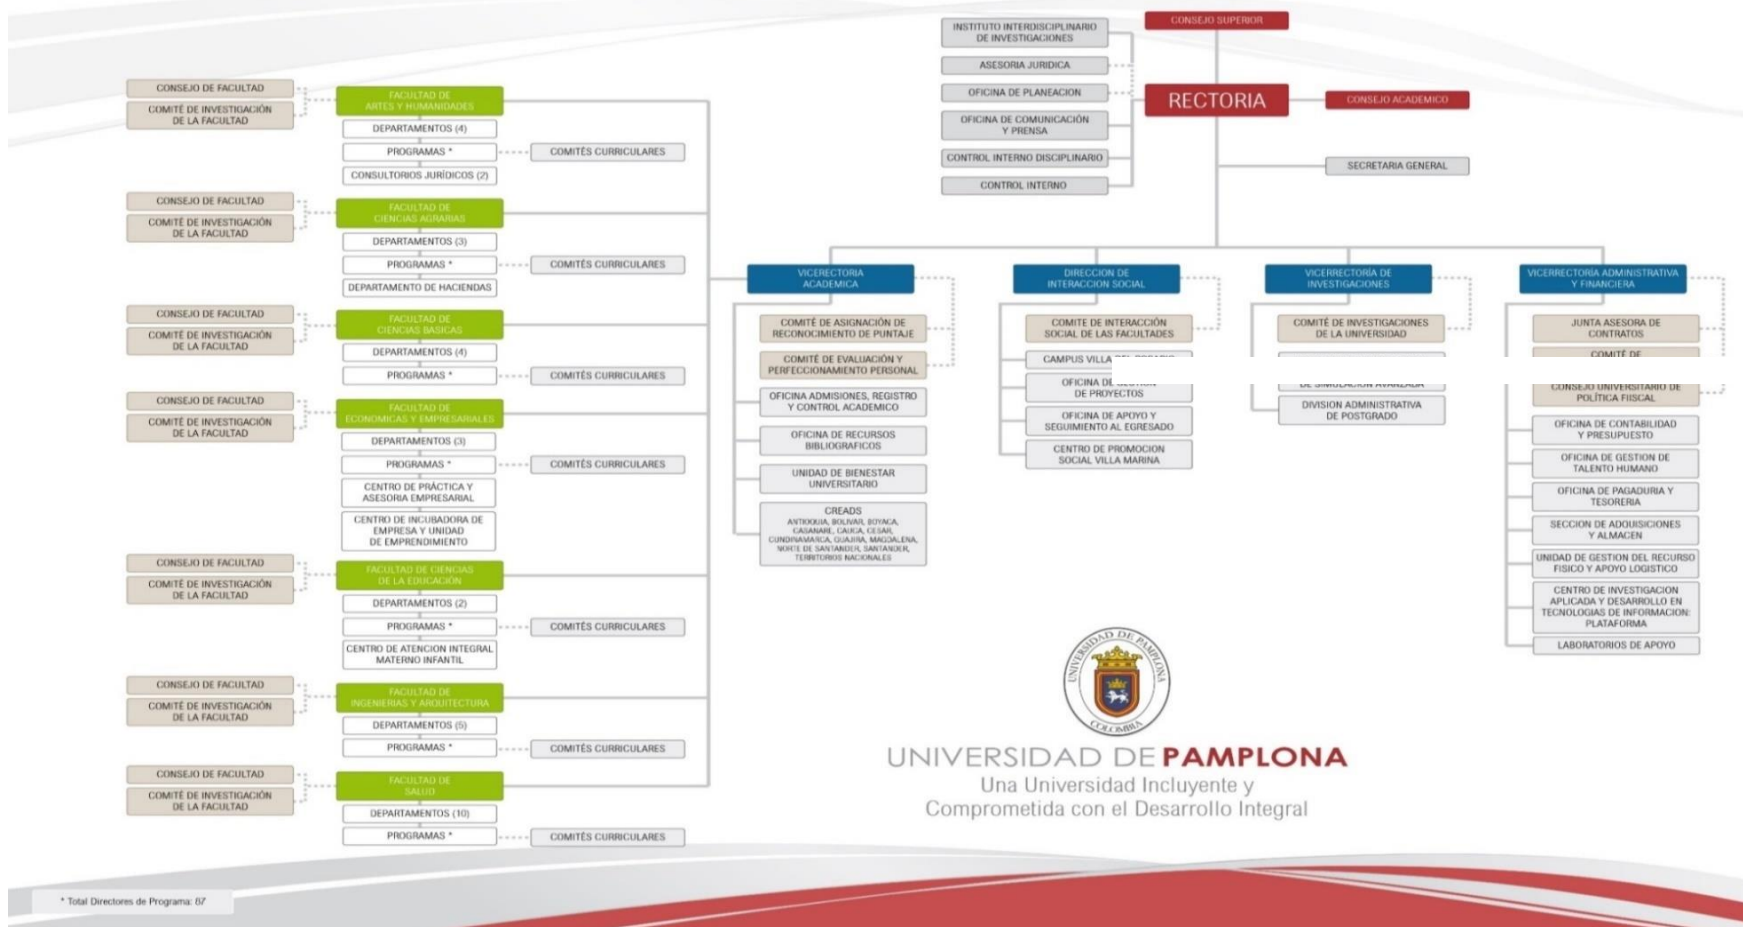 CONSEJO SUPERIOR
RECTORIA
CONSEJO ACADEMICO
SECRETARIA GENERAL
INSTITUTO INTERDISCIPLINARIO
DE INVESTIGACIONES
ASESORIA JURIDICA
OFICINA DE PLANEACION
OFICINA DE COMUNICACIÓN
Y PRENSA
CONTROL INTERNO DISCIPLINARIO
CONTROL INTERNO
CONSEJO DE FACULTAD
COMITÉ DE INVESTIGACIÓN
DE LA FACULTAD
FACULTAD DE
ARTES Y HUMANIDADES
DEPARTAMENTOS (4)
PROGRAMAS *
COMITÉS CURRICULARES
CONSULTORIOS JURÍDICOS (2)
CONSEJO DE FACULTAD
COMITÉ DE INVESTIGACIÓN
DE LA FACULTAD
FACULTAD DE
CIENCIAS AGRARIAS
DEPARTAMENTOS (3)
PROGRAMAS *
COMITÉS CURRICULARES
DEPARTAMENTO DE HACIENDAS
CONSEJO DE FACULTAD
COMITÉ DE INVESTIGACIÓN
DE LA FACULTAD
FACULTAD DE
CIENCIAS BASICAS
DEPARTAMENTOS (4)
PROGRAMAS *
COMITÉS CURRICULARES
CONSEJO DE FACULTAD
COMITÉ DE INVESTIGACIÓN
DE LA FACULTAD
FACULTAD DE
ECONOMICAS Y EMPRESARIALES
DEPARTAMENTOS (3)
PROGRAMAS *
COMITÉS CURRICULARES
CENTRO DE PRÁCTICA Y
ASESORIA EMPRESARIAL
CENTRO DE INCUBADORA DE
EMPRESA Y UNIDAD
DE EMPRENDIMIENTO
CONSEJO DE FACULTAD
COMITÉ DE INVESTIGACIÓN
DE LA FACULTAD
FACULTAD DE CIENCIAS
DE LA EDUCACIÓN
DEPARTAMENTOS (2)
PROGRAMAS *
COMITÉS CURRICULARES
CENTRO DE ATENCION INTEGRAL
MATERNO INFANTIL
CONSEJO DE FACULTAD
COMITÉ DE INVESTIGACIÓN
DE LA FACULTAD
FACULTAD DE
INGENIERIAS Y ARQUITECTURA
DEPARTAMENTOS (5)
PROGRAMAS *
COMITÉS CURRICULARES
CONSEJO DE FACULTAD
COMITÉ DE INVESTIGACIÓN
DE LA FACULTAD
FACULTAD DE
SALUD
DEPARTAMENTOS (10)
PROGRAMAS *
COMITÉS CURRICULARES
VICERECTORIA
ACADEMICA
COMITÉ DE ASIGNACIÓN DE
RECONOCIMIENTO DE PUNTAJE
COMITÉ DE EVALUACIÓN Y
PERFECCIONAMIENTO PERSONAL
OFICINA ADMISIONES, REGISTRO
Y CONTROL ACADEMICO
OFICINA DE RECURSOS
BIBLIOGRAFICOS
UNIDAD DE BIENESTAR
UNIVERSITARIO
CREADS
ANTIOQUIA, BOLIVAR, BOYACA,
CASANARE, CAUCA, CESAR,
CUNDINAMARCA, GUAJIRA, MAGDALENA,
NORTE DE SANTANDER, SANTANDER,
TERRITORIOS NACIONALES
DIRECCION DE
INTERACCION SOCIAL
COMITE DE INTERACCIÓN
SOCIAL DE LAS FACULTADES
CAMPUS VILLA
OFICINA DE
DE PROYECTOS
OFICINA DE APOYO Y
SEGUIMIENTO AL EGRESADO
CENTRO DE PROMOCION
SOCIAL VILLA MARINA
VICERRECTORÍA DE
INVESTIGACIONES
COMITÉ DE INVESTIGACIONES
DE LA UNIVERSIDAD
DE SIMULACION AVANZADA
DIVISION ADMINISTRATIVA
DE POSTGRADO
VICERRECTORÍA ADMINISTRATIVA
Y FINANCIERA
JUNTA ASESORA DE
CONTRATOS
COMITÉ DE
CONSEJO UNIVERSITARIO DE
POLÍTICA FIISCAL
OFICINA DE CONTABILIDAD
Y PRESUPUESTO
OFICINA DE GESTION DE
TALENTO HUMANO
OFICINA DE PAGADURIA Y
TESORERIA
SECCION DE ADQUISICIONES
Y ALMACEN
UNIDAD DE GESTION DEL RECURSO
FISICO Y APOYO LOGISTICO
CENTRO DE INVESTIGACION
APLICADA Y DESARROLLO EN
TECNOLOGIAS DE INFORMACION:
PLATAFORMA
LABORATORIOS DE APOYO
UNIVERSIDAD DE PAMPLONA
COLOMBIA
UNIVERSIDAD DE PAMPLONA
Una Universidad Incluyente y
Comprometida con el Desarrollo Integral
* Total Directores de Programa: 67